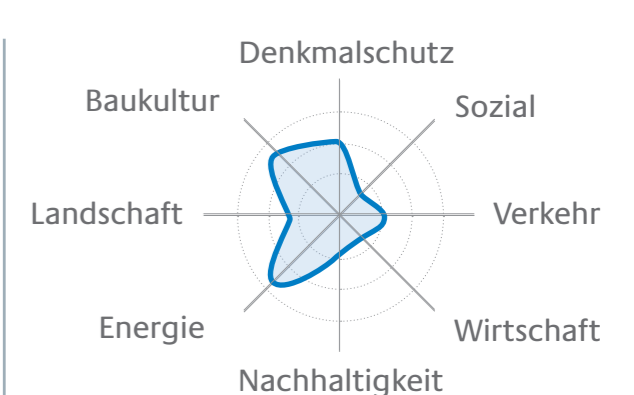 Denkmalschutz
Baukultur
Sozial
Landschaft
Verkehr
Energie
Wirtschaft
Nachhaltigkeit